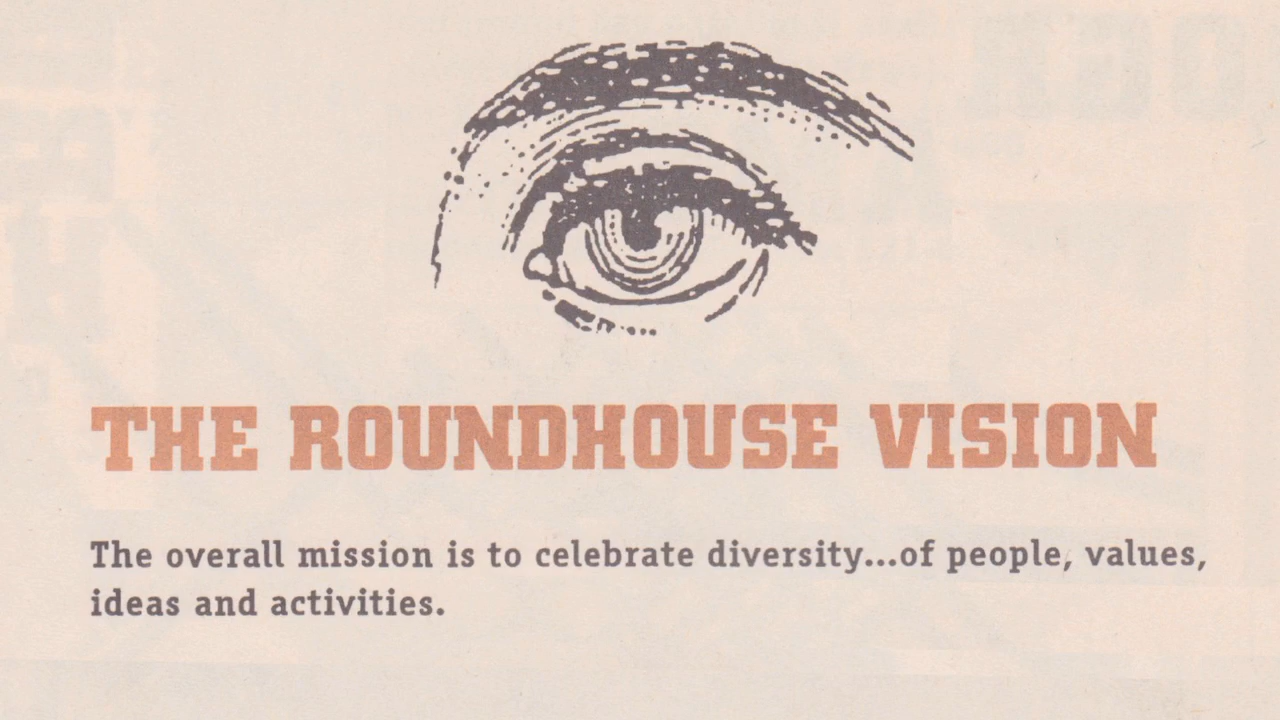 THE ROUNDHOUSE VISION
The overall mission is to celebrate diversity...of people, values,
ideas and activities.